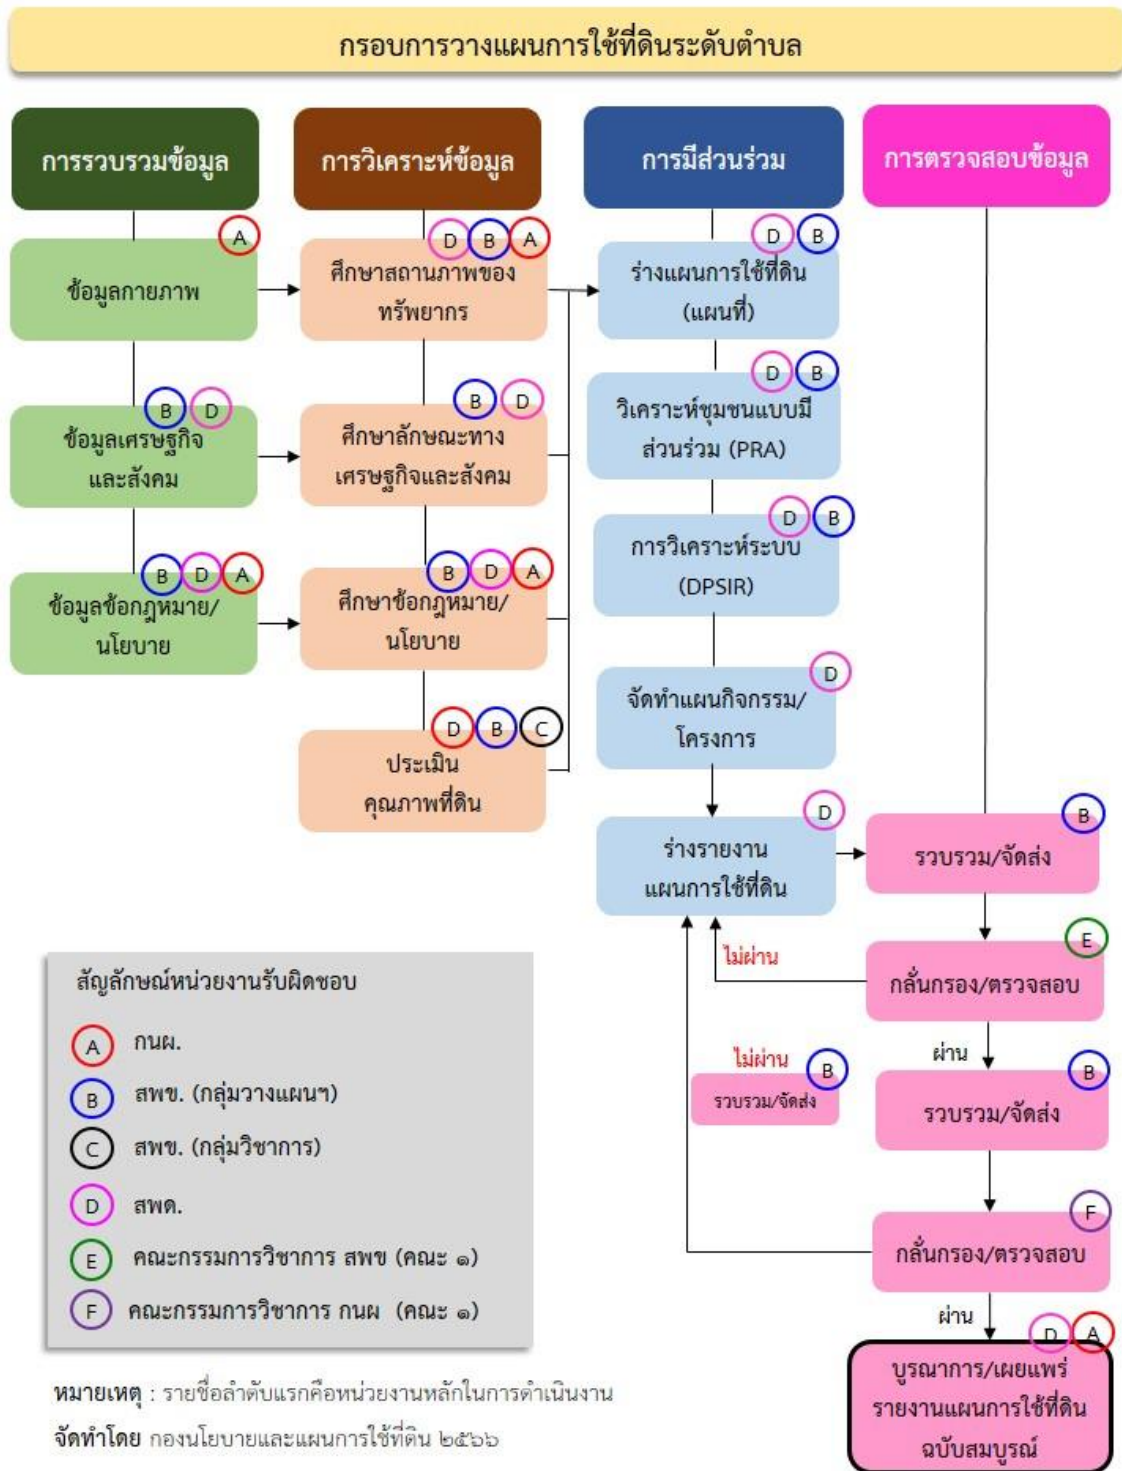 กรอบการวางแผนการใช้ที่ดินระดับตำบล
การรวบรวมข้อมูล
การวิเคราะห์ข้อมูล
การมีส่วนร่วม
การตรวจสอบข้อมูล
A
ข้อมูลกายภาพ
D B A
ศึกษาสถานภาพของ
ทรัพยากร
D B
ร่างแผนการใช้ที่ดิน
(แผนที่)
B D
ข้อมูลเศรษฐกิจ
และสังคม
B D
ศึกษาลักษณะทาง
เศรษฐกิจและสังคม
D B
วิเคราะห์ชุมชนแบบมี
ส่วนร่วม (PRA)
B D A
ข้อมูลข้อกฎหมาย/
นโยบาย
B D A
ศึกษาข้อกฎหมาย/
นโยบาย
D B
การวิเคราะห์ระบบ
(DPSIR)
D B C
ประเมิน
คุณภาพที่ดิน
D
จัดทำแผนกิจกรรม/
โครงการ
D
ร่างรายงาน
แผนการใช้ที่ดิน
B
รวบรวม/จัดส่ง
E
กลั่นกรอง/ตรวจสอบ
ไม่ผ่าน
ผ่าน
ไม่ผ่าน
B
รวบรวม/จัดส่ง
B
รวบรวม/จัดส่ง
F
กลั่นกรอง/ตรวจสอบ
ผ่าน
D A
บูรณาการ/เผยแพร่
รายงานแผนการใช้ที่ดิน
ฉบับสมบูรณ์
สัญลักษณ์หน่วยงานรับผิดชอบ
A กนผ.
B สพข. (กลุ่มวางแผนฯ)
C สพข. (กลุ่มวิชาการ)
D สพด.
E คณะกรรมการวิชาการ สพข (คณะ ๑)
F คณะกรรมการวิชาการ กนผ (คณะ ๑)
หมายเหตุ : รายชื่อลำดับแรกคือหน่วยงานหลักในการดำเนินงาน
จัดทำโดย กองนโยบายและแผนการใช้ที่ดิน ๒๕๖๖